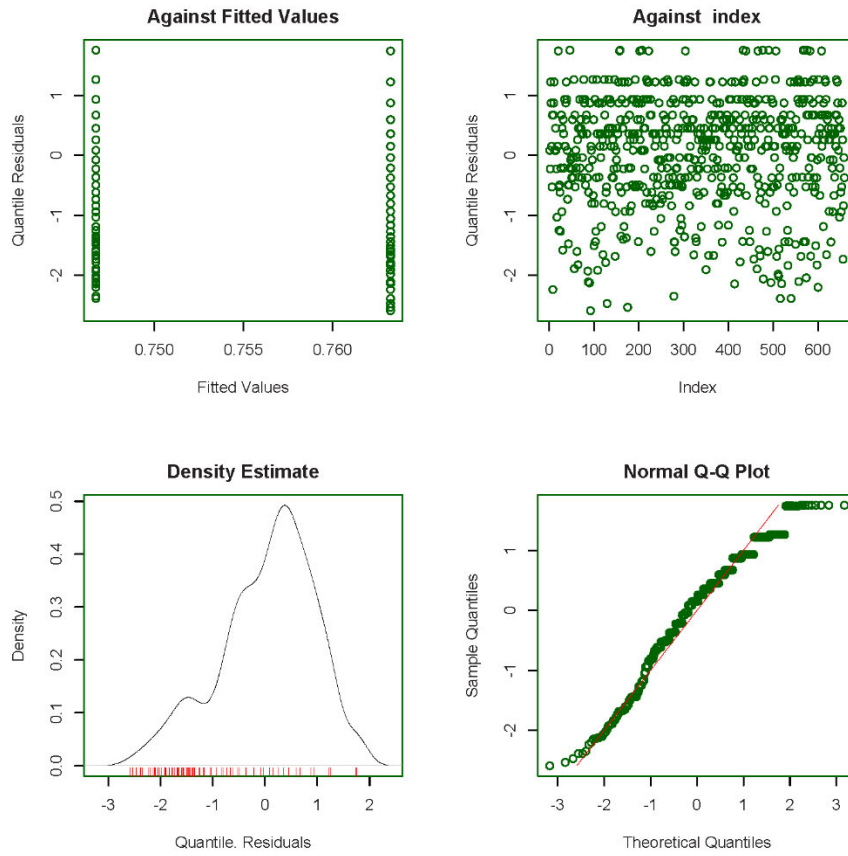 Against Fitted Values
Quantile Residuals
1
0
-1
-2
0.750 0.755 0.760
Fitted Values
Against index
Quantile Residuals
1
0
-1
-2
0 100 200 300 400 500 600
Index
Density Estimate
Density
0.5
0.4
0.3
0.2
0.1
0.0
-3 -2 -1 0 1 2
Quantile. Residuals
Normal Q-Q Plot
Sample Quantiles
1
0
-1
-2
-3 -2 -1 0 1 2 3
Theoretical Quantiles